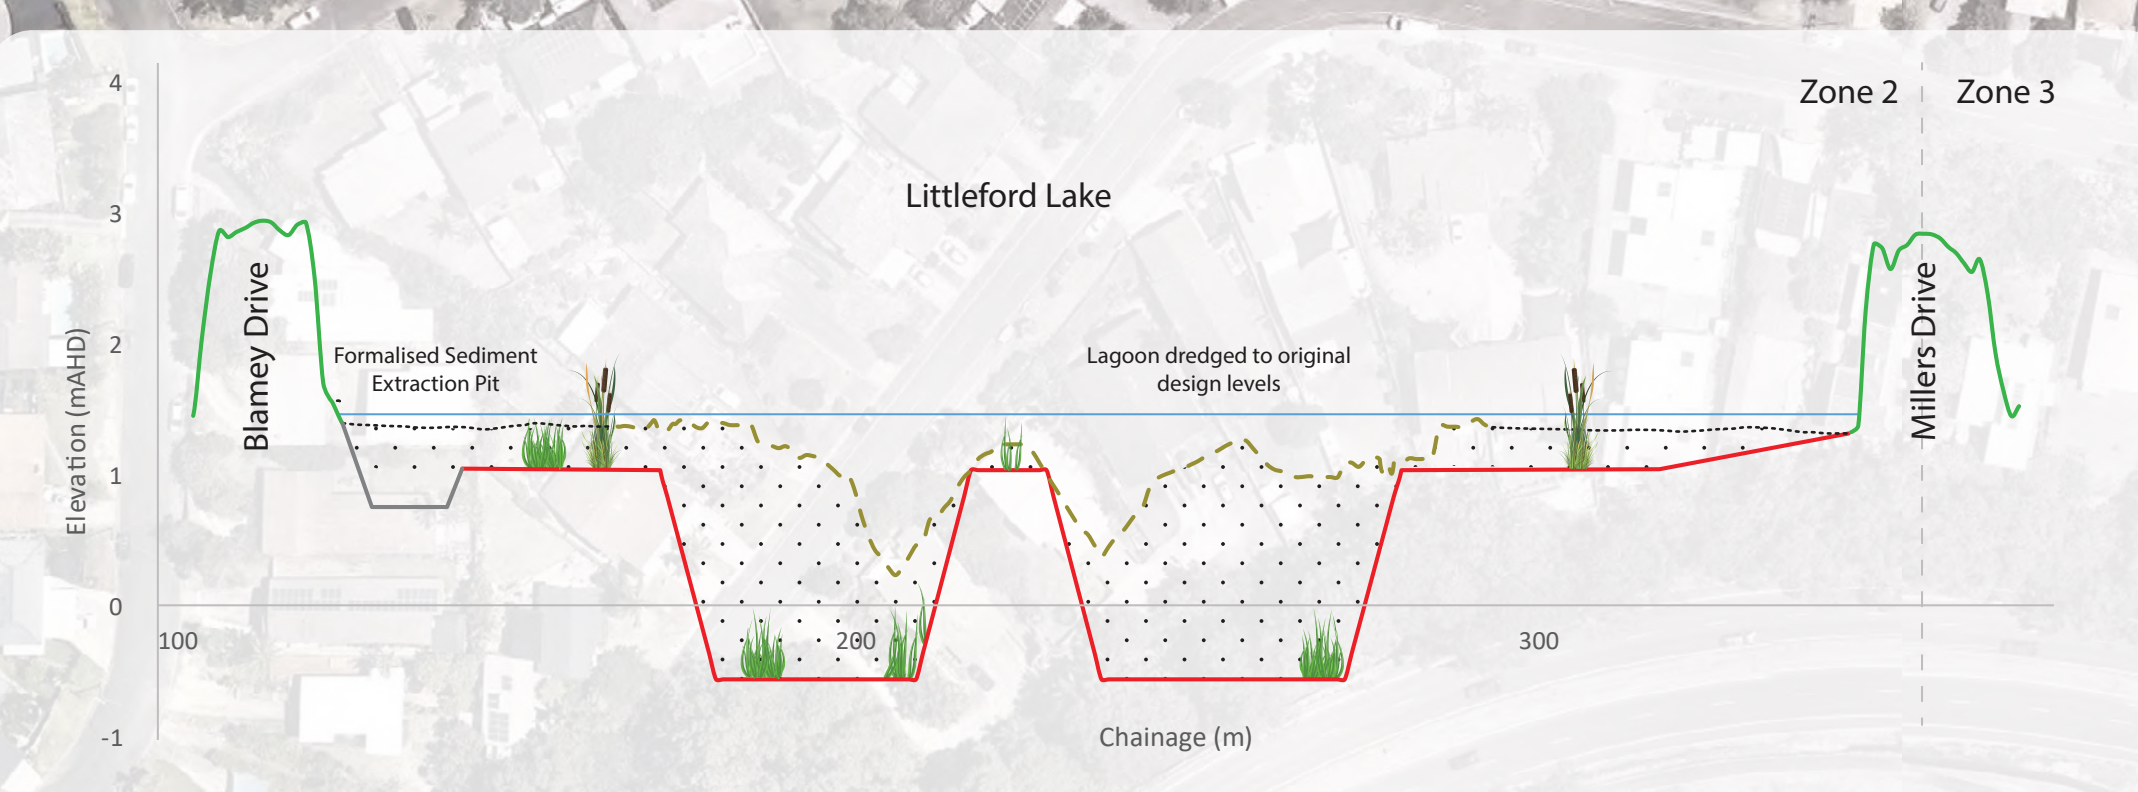 4
Zone 2
Zone 3
3
Littleford Lake
2
Formalised Sediment
Extraction Pit
Lagoon dredged to original
design levels
Blamey Drive
Millers Drive
Elevation (mAHD)
1
0
100
200
300
-1
Chainage (m)